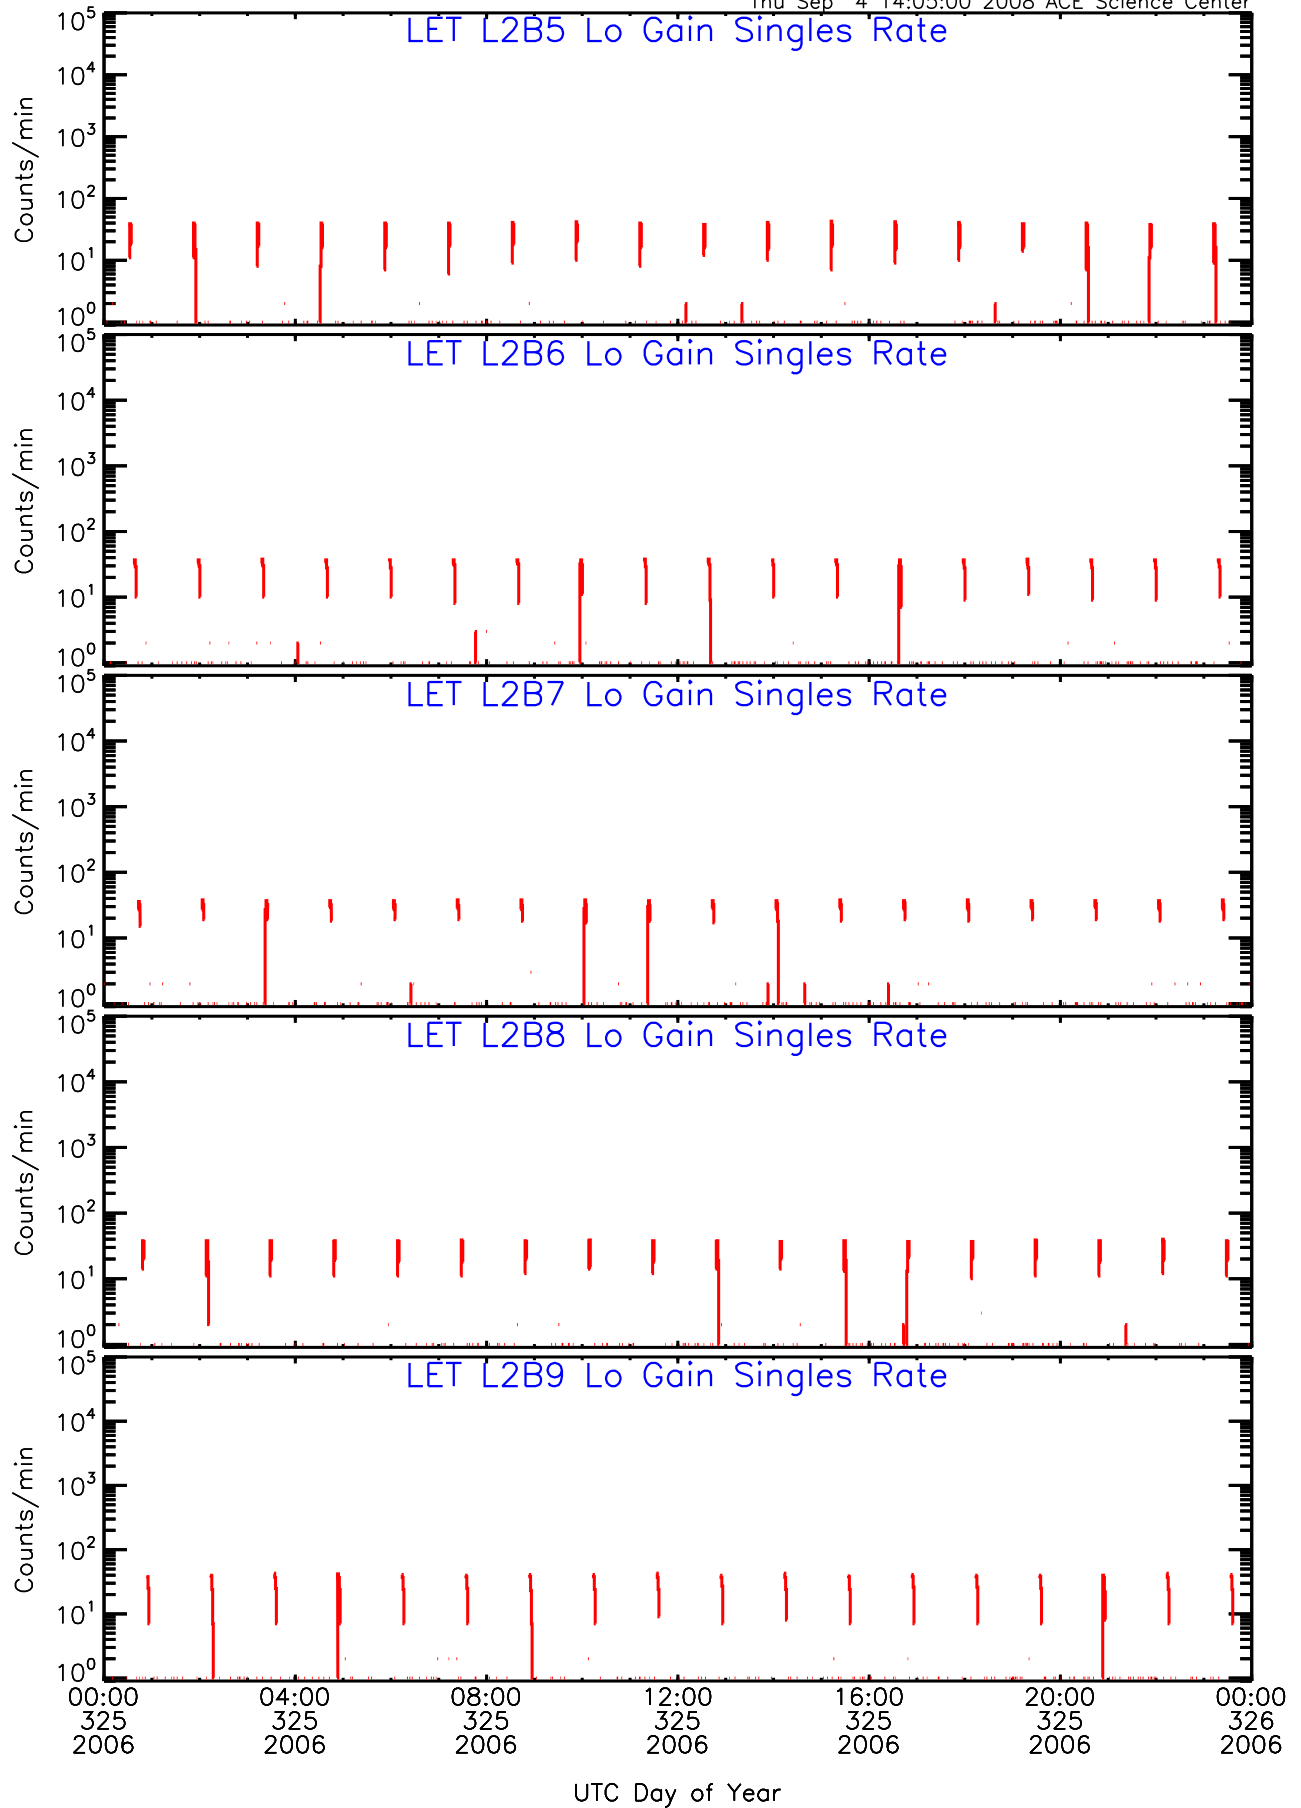 Thu Sep 4 14:05:00 2008 ACE Science Center
LET L2B5 Lo Gain Singles Rate
10^5
10^4
10^3
10^2
10^1
10^0
Counts/min
LET L2B6 Lo Gain Singles Rate
10^5
10^4
10^3
10^2
10^1
10^0
Counts/min
LET L2B7 Lo Gain Singles Rate
10^5
10^4
10^3
10^2
10^1
10^0
Counts/min
LET L2B8 Lo Gain Singles Rate
10^5
10^4
10^3
10^2
10^1
10^0
Counts/min
LET L2B9 Lo Gain Singles Rate
10^5
10^4
10^3
10^2
10^1
10^0
Counts/min
00:00 04:00 08:00 12:00 16:00 20:00 00:00
325 325 325 325 325 325 326
2006 2006 2006 2006 2006 2006 2006
UTC Day of Year